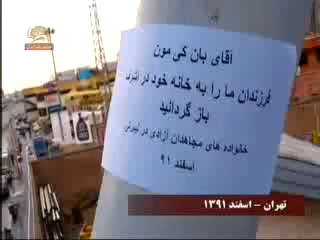 آقای بان کی مون
فرزندان ما را به خانه خود در اشرف
باز گردانید
خانواده های مجاهدان آزادی در لیبرتی
اسفند ۹۱
تهران – اسفند ۱۳۹۱